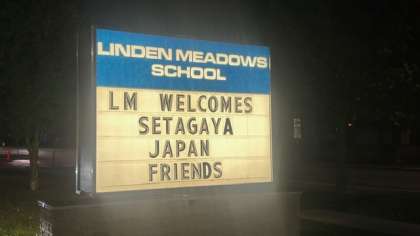 LINDEN MEADOWS
SCHOOL
LM WELCOMES
SETAGAYA
JAPAN
FRIENDS